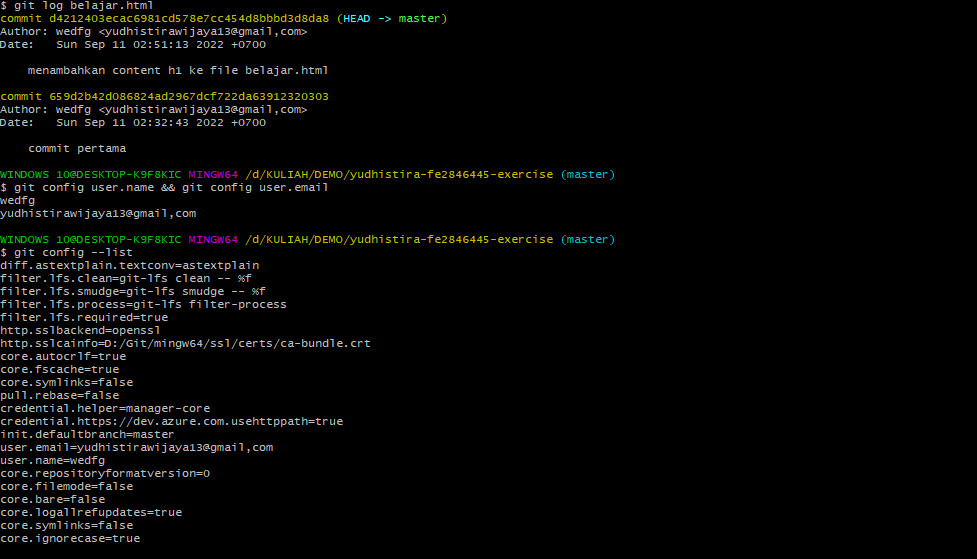 $ git log belajar.html
commit d4212403ecac6981cd578e7cc454d8bbbd3d8da8 (HEAD -> master)
Author: wedfg <yudhistirawijaya13@gmail,com>
Date:   Sun Sep 11 02:51:13 2022 +0700
    menambahkan content h1 ke file belajar.html
commit 659d2b42d086824ad2967dcf722da63912320303
Author: wedfg <yudhistirawijaya13@gmail,com>
Date:   Sun Sep 11 02:32:43 2022 +0700
    commit pertama
WINDOWS 10@DESKTOP-K9F8KIC MINGW64 /d/KULIAH/DEMO/yudhistira-fe2846445-exercise (master)
$ git config user.name && git config user.email
wedfg
yudhistirawijaya13@gmail,com
WINDOWS 10@DESKTOP-K9F8KIC MINGW64 /d/KULIAH/DEMO/yudhistira-fe2846445-exercise (master)
$ git config --list
diff.astextplain.textconv=astextplain
filter.lfs.clean=git-lfs clean -- %f
filter.lfs.smudge=git-lfs smudge -- %f
filter.lfs.process=git-lfs filter-process
filter.lfs.required=true
http.sslbackend=openssl
http.sslcainfo=D:/Git/mingw64/ssl/certs/ca-bundle.crt
core.autocrlf=true
core.fscache=true
core.symlinks=false
pull.rebase=false
credential.helper=manager-core
credential.https://dev.azure.com.usehttppath=true
init.defaultbranch=master
user.email=yudhistirawijaya13@gmail,com
user.name=wedfg
core.repositoryformatversion=0
core.filemode=false
core.bare=false
core.logallrefupdates=true
core.symlinks=false
core.ignorecase=true